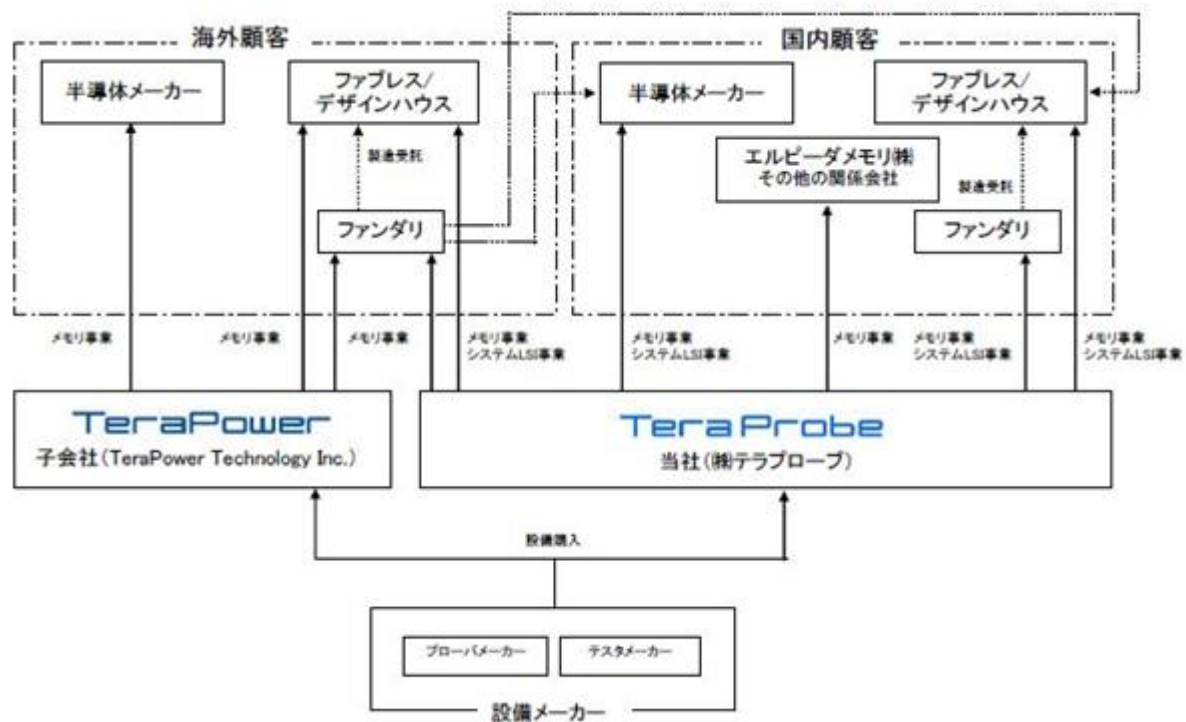 海外顧客
国内顧客
半導体メーカー
ファブレス/
デザインハウス
半導体メーカー
ファブレス/
デザインハウス
製造受託
エルピーダメモリ㈱
その他の関係会社
製造受託
ファンダリ
ファンダリ
メモリ事業
メモリ事業
メモリ事業
メモリ事業
システムLSI事業
メモリ事業
システムLSI事業
メモリ事業
メモリ事業
システムLSI事業
メモリ事業
システムLSI事業
TeraPower
子会社(TeraPower Technology Inc.)
Tera Probe
当社(㈱テラプローブ)
設備購入
プローバメーカー
テスタメーカー
設備メーカー